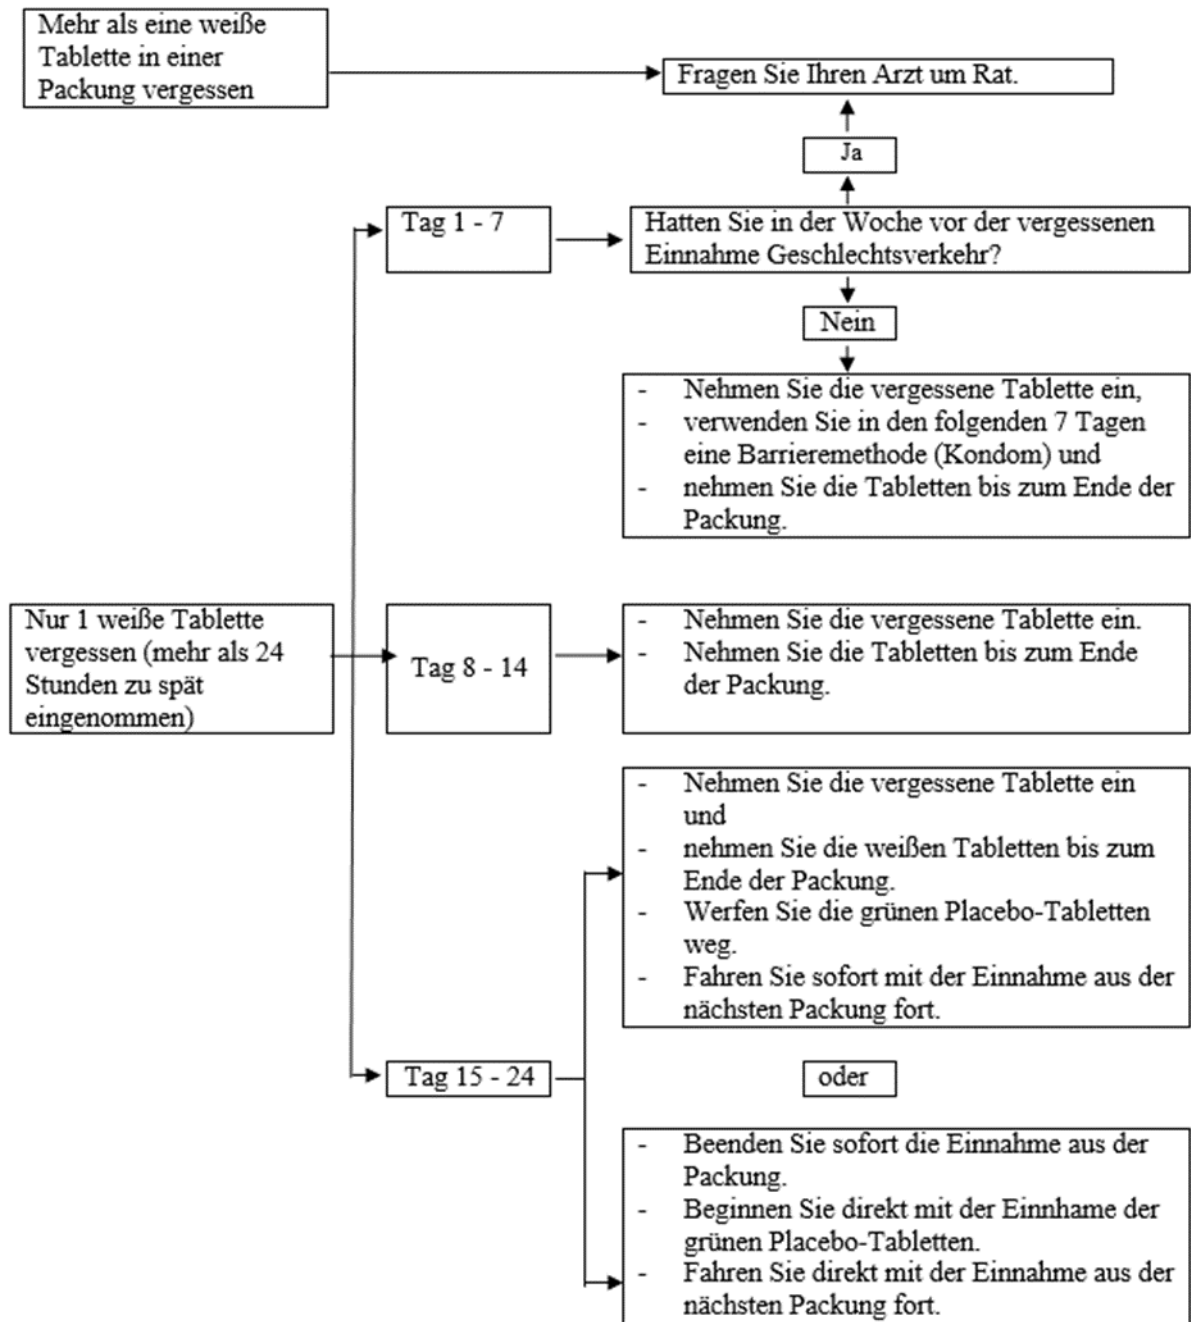 Mehr als eine weiße
Tablette in einer
Packung vergessen
Fragen Sie Ihren Arzt um Rat.
Ja
Tag 1 - 7
Hatten Sie in der Woche vor der vergessenen
Einnahme Geschlechtsverkehr?
Nein
- Nehmen Sie die vergessene Tablette ein,
- verwenden Sie in den folgenden 7 Tagen
eine Barrieremethode (Kondom) und
- nehmen Sie die Tabletten bis zum Ende der
Packung.
Nur 1 weiße Tablette
vergessen (mehr als 24
Stunden zu spät
eingenommen)
Tag 8 - 14
- Nehmen Sie die vergessene Tablette ein.
- Nehmen Sie die Tabletten bis zum Ende
der Packung.
- Nehmen Sie die vergessene Tablette ein
und
- nehmen Sie die weißen Tabletten bis zum
Ende der Packung.
- Werfen Sie die grünen Placebo-Tabletten
weg.
- Fahren Sie sofort mit der Einnahme aus der
nächsten Packung fort.
Tag 15 - 24
oder
- Beenden Sie sofort die Einnahme aus der
Packung.
- Beginnen Sie direkt mit der Einnhame der
grünen Placebo-Tabletten.
- Fahren Sie direkt mit der Einnahme aus der
nächsten Packung fort.